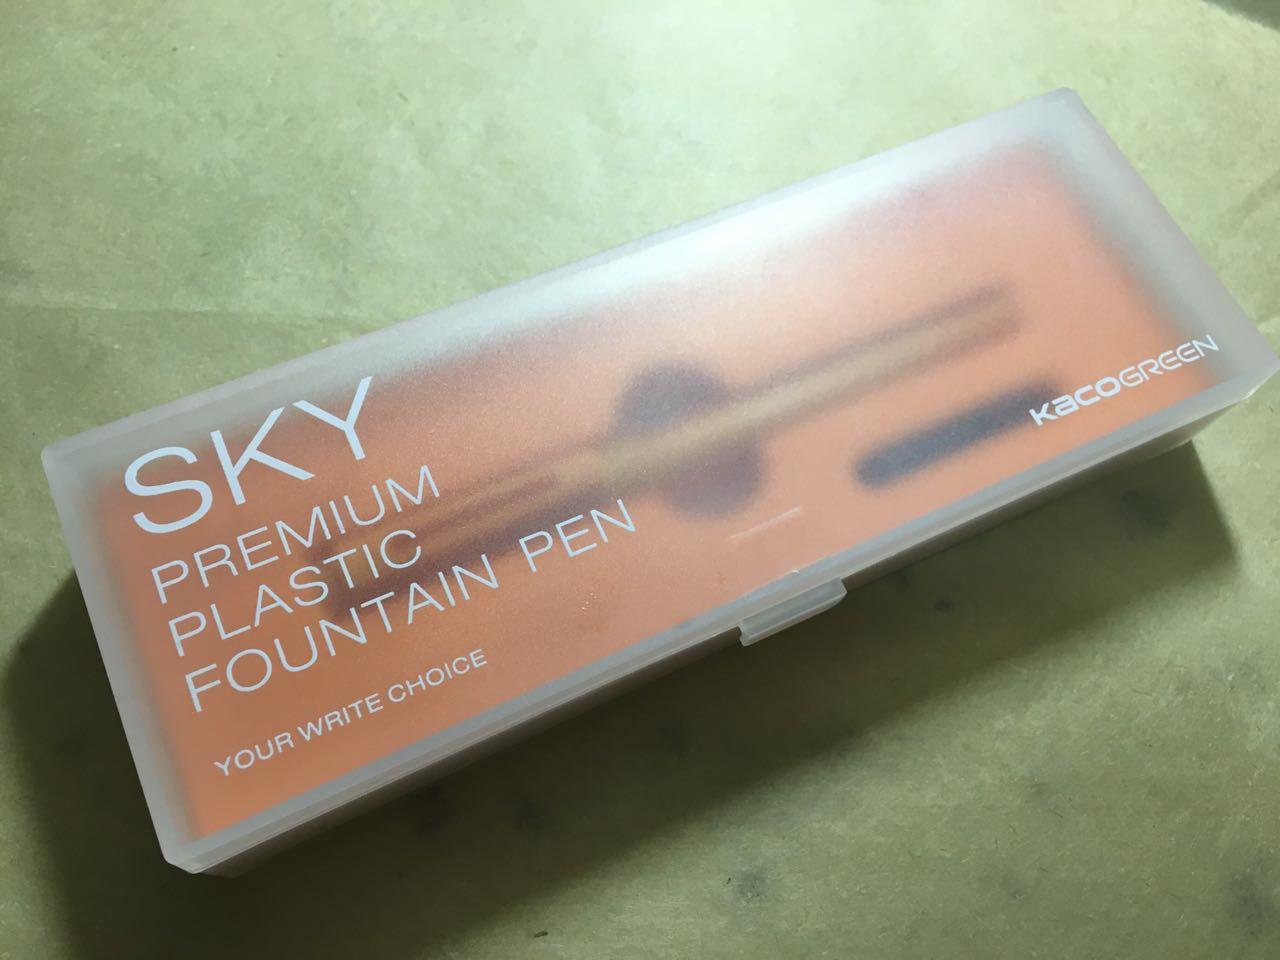 SKY
PREMIUM
PLASTIC
FOUNTAIN PEN
YOUR WRITE CHOICE
KACOGREEN